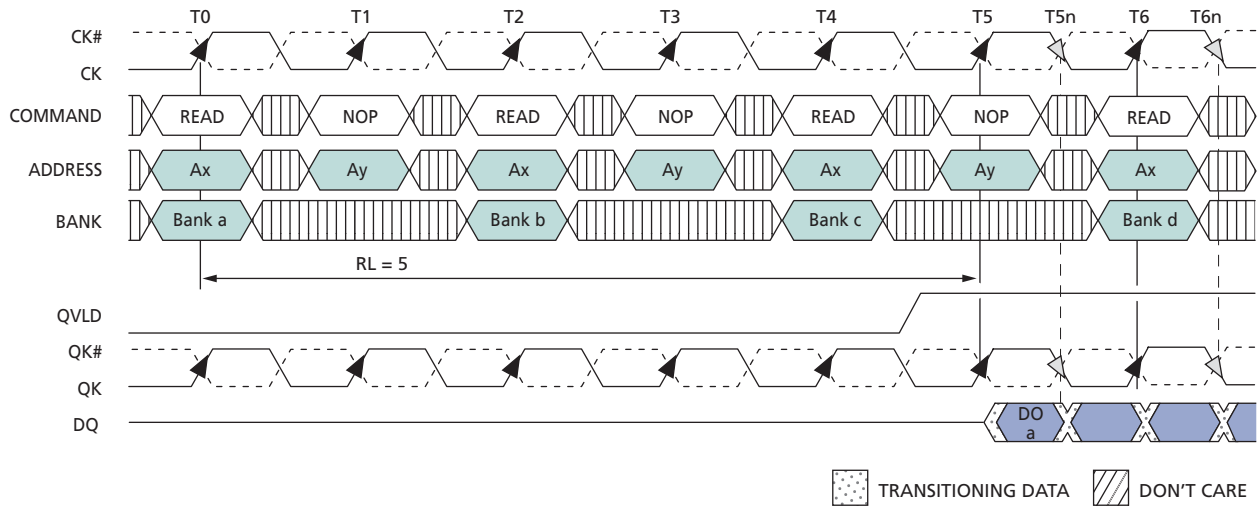 T0 T1 T2 T3 T4 T5 T5n T6 T6n
CK#
CK
COMMAND READ NOP READ NOP READ NOP READ
ADDRESS Ax Ay Ax Ay Ax Ay Ax
BANK Bank a Bank b Bank c Bank d
RL = 5
QVLD
QK#
QK
DQ DO
a
TRANSITIONING DATA DON'T CARE